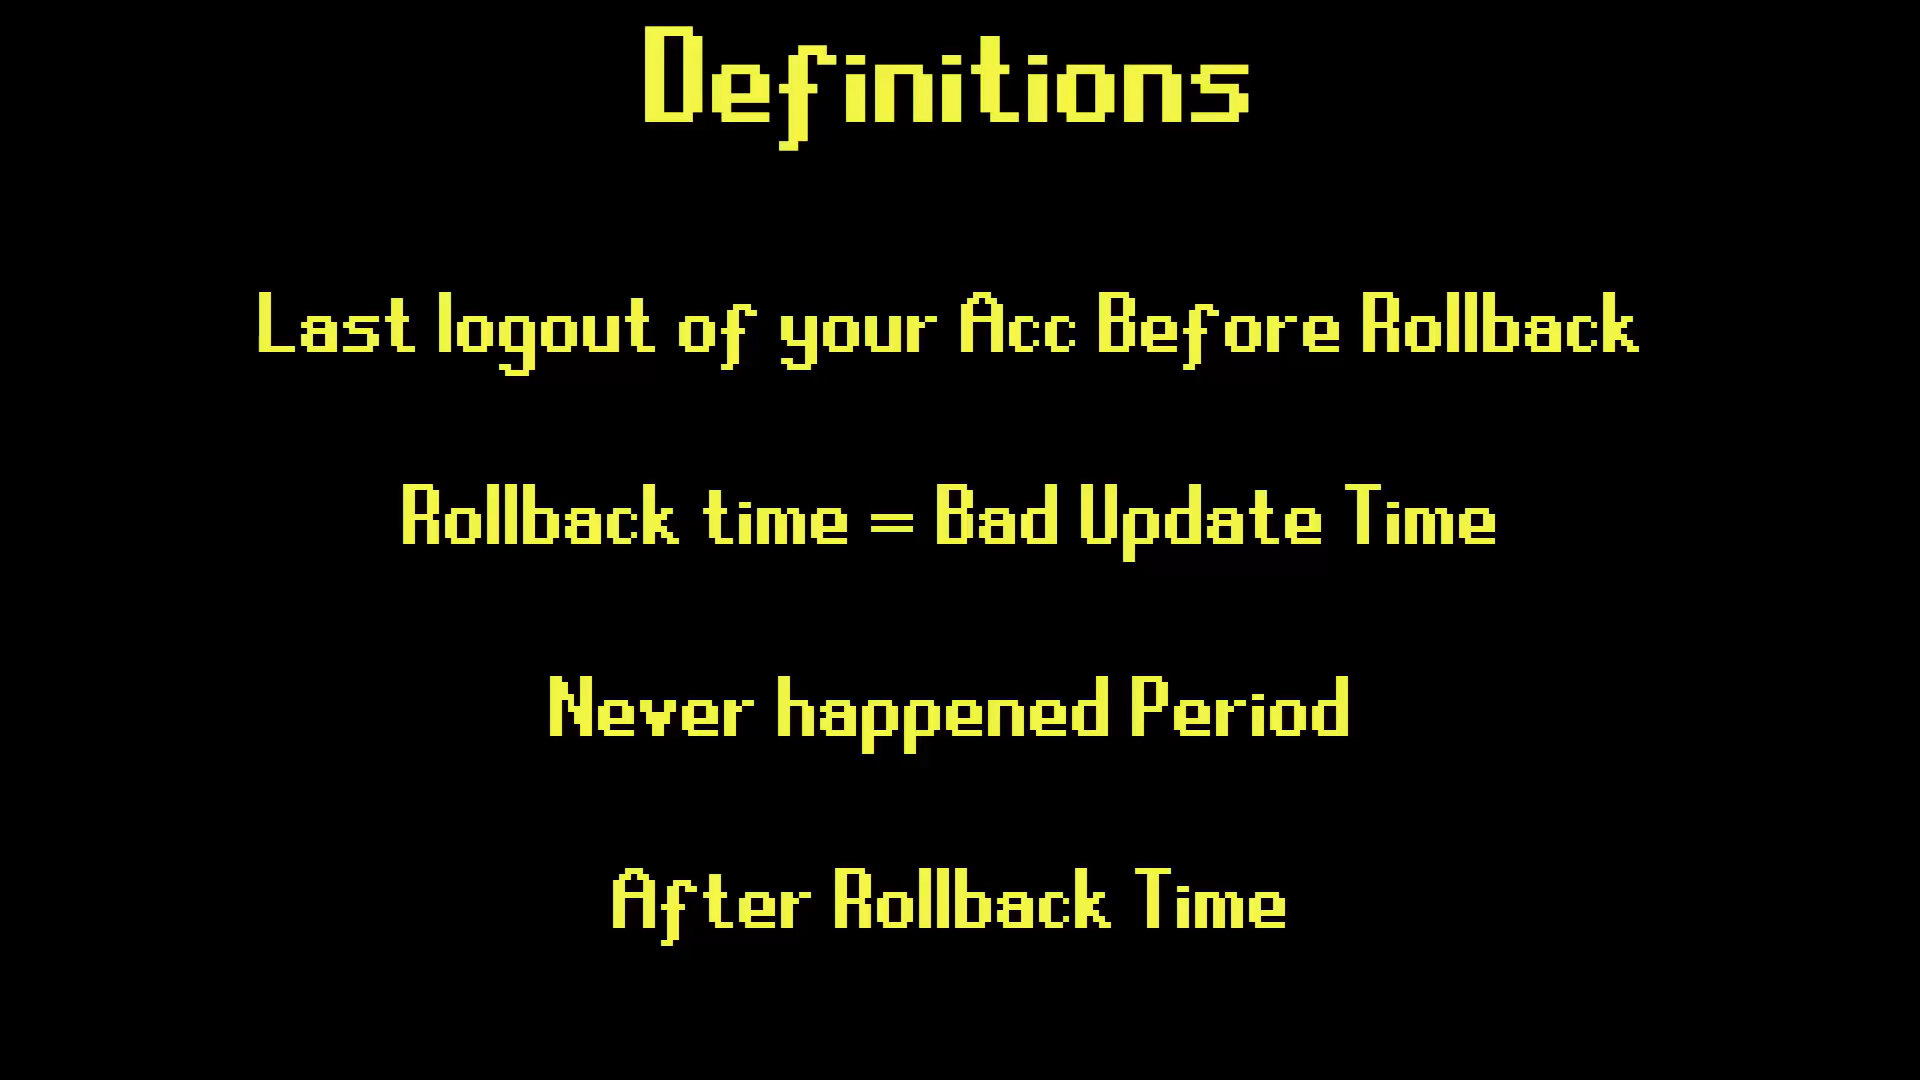 Definitions
Last logout of your Acc Before Rollback
Rollback time = Bad Update Time
Never happened Period
After Rollback Time